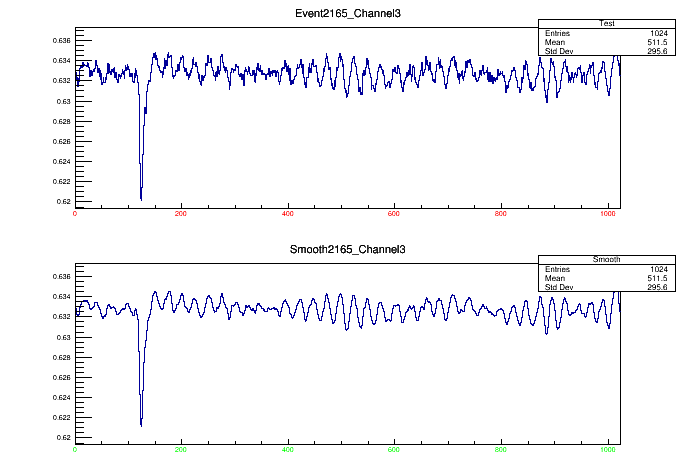 Event2165_Channel3
Test
Entries 1024
Mean 511.5
Std Dev 295.6
0.636
0.634
0.632
0.63
0.628
0.626
0.624
0.622
0.62
0 200 400 600 800 1000
Smooth2165_Channel3
Smooth
Entries 1024
Mean 511.5
Std Dev 295.6
0.636
0.634
0.632
0.63
0.628
0.626
0.624
0.622
0.62
0 200 400 600 800 1000